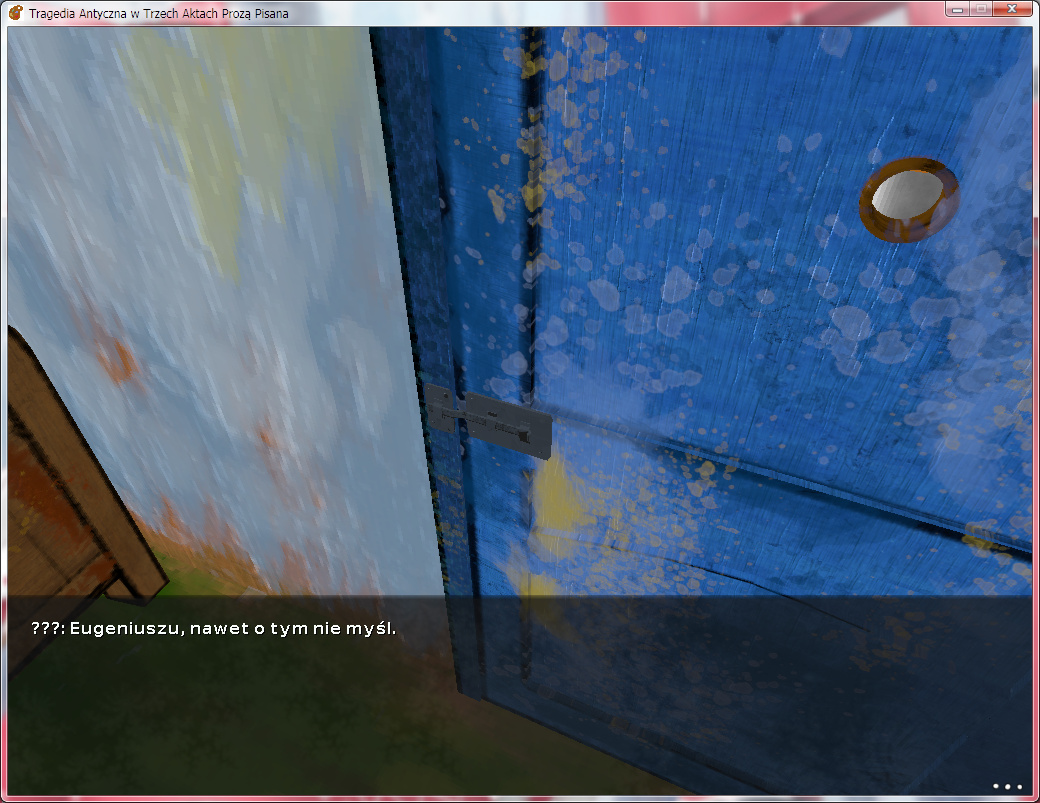 Tragedia Antyczna w Trzech Aktach Prozą Pisana
???: Eugeniuszu, nawet o tym nie myśl.